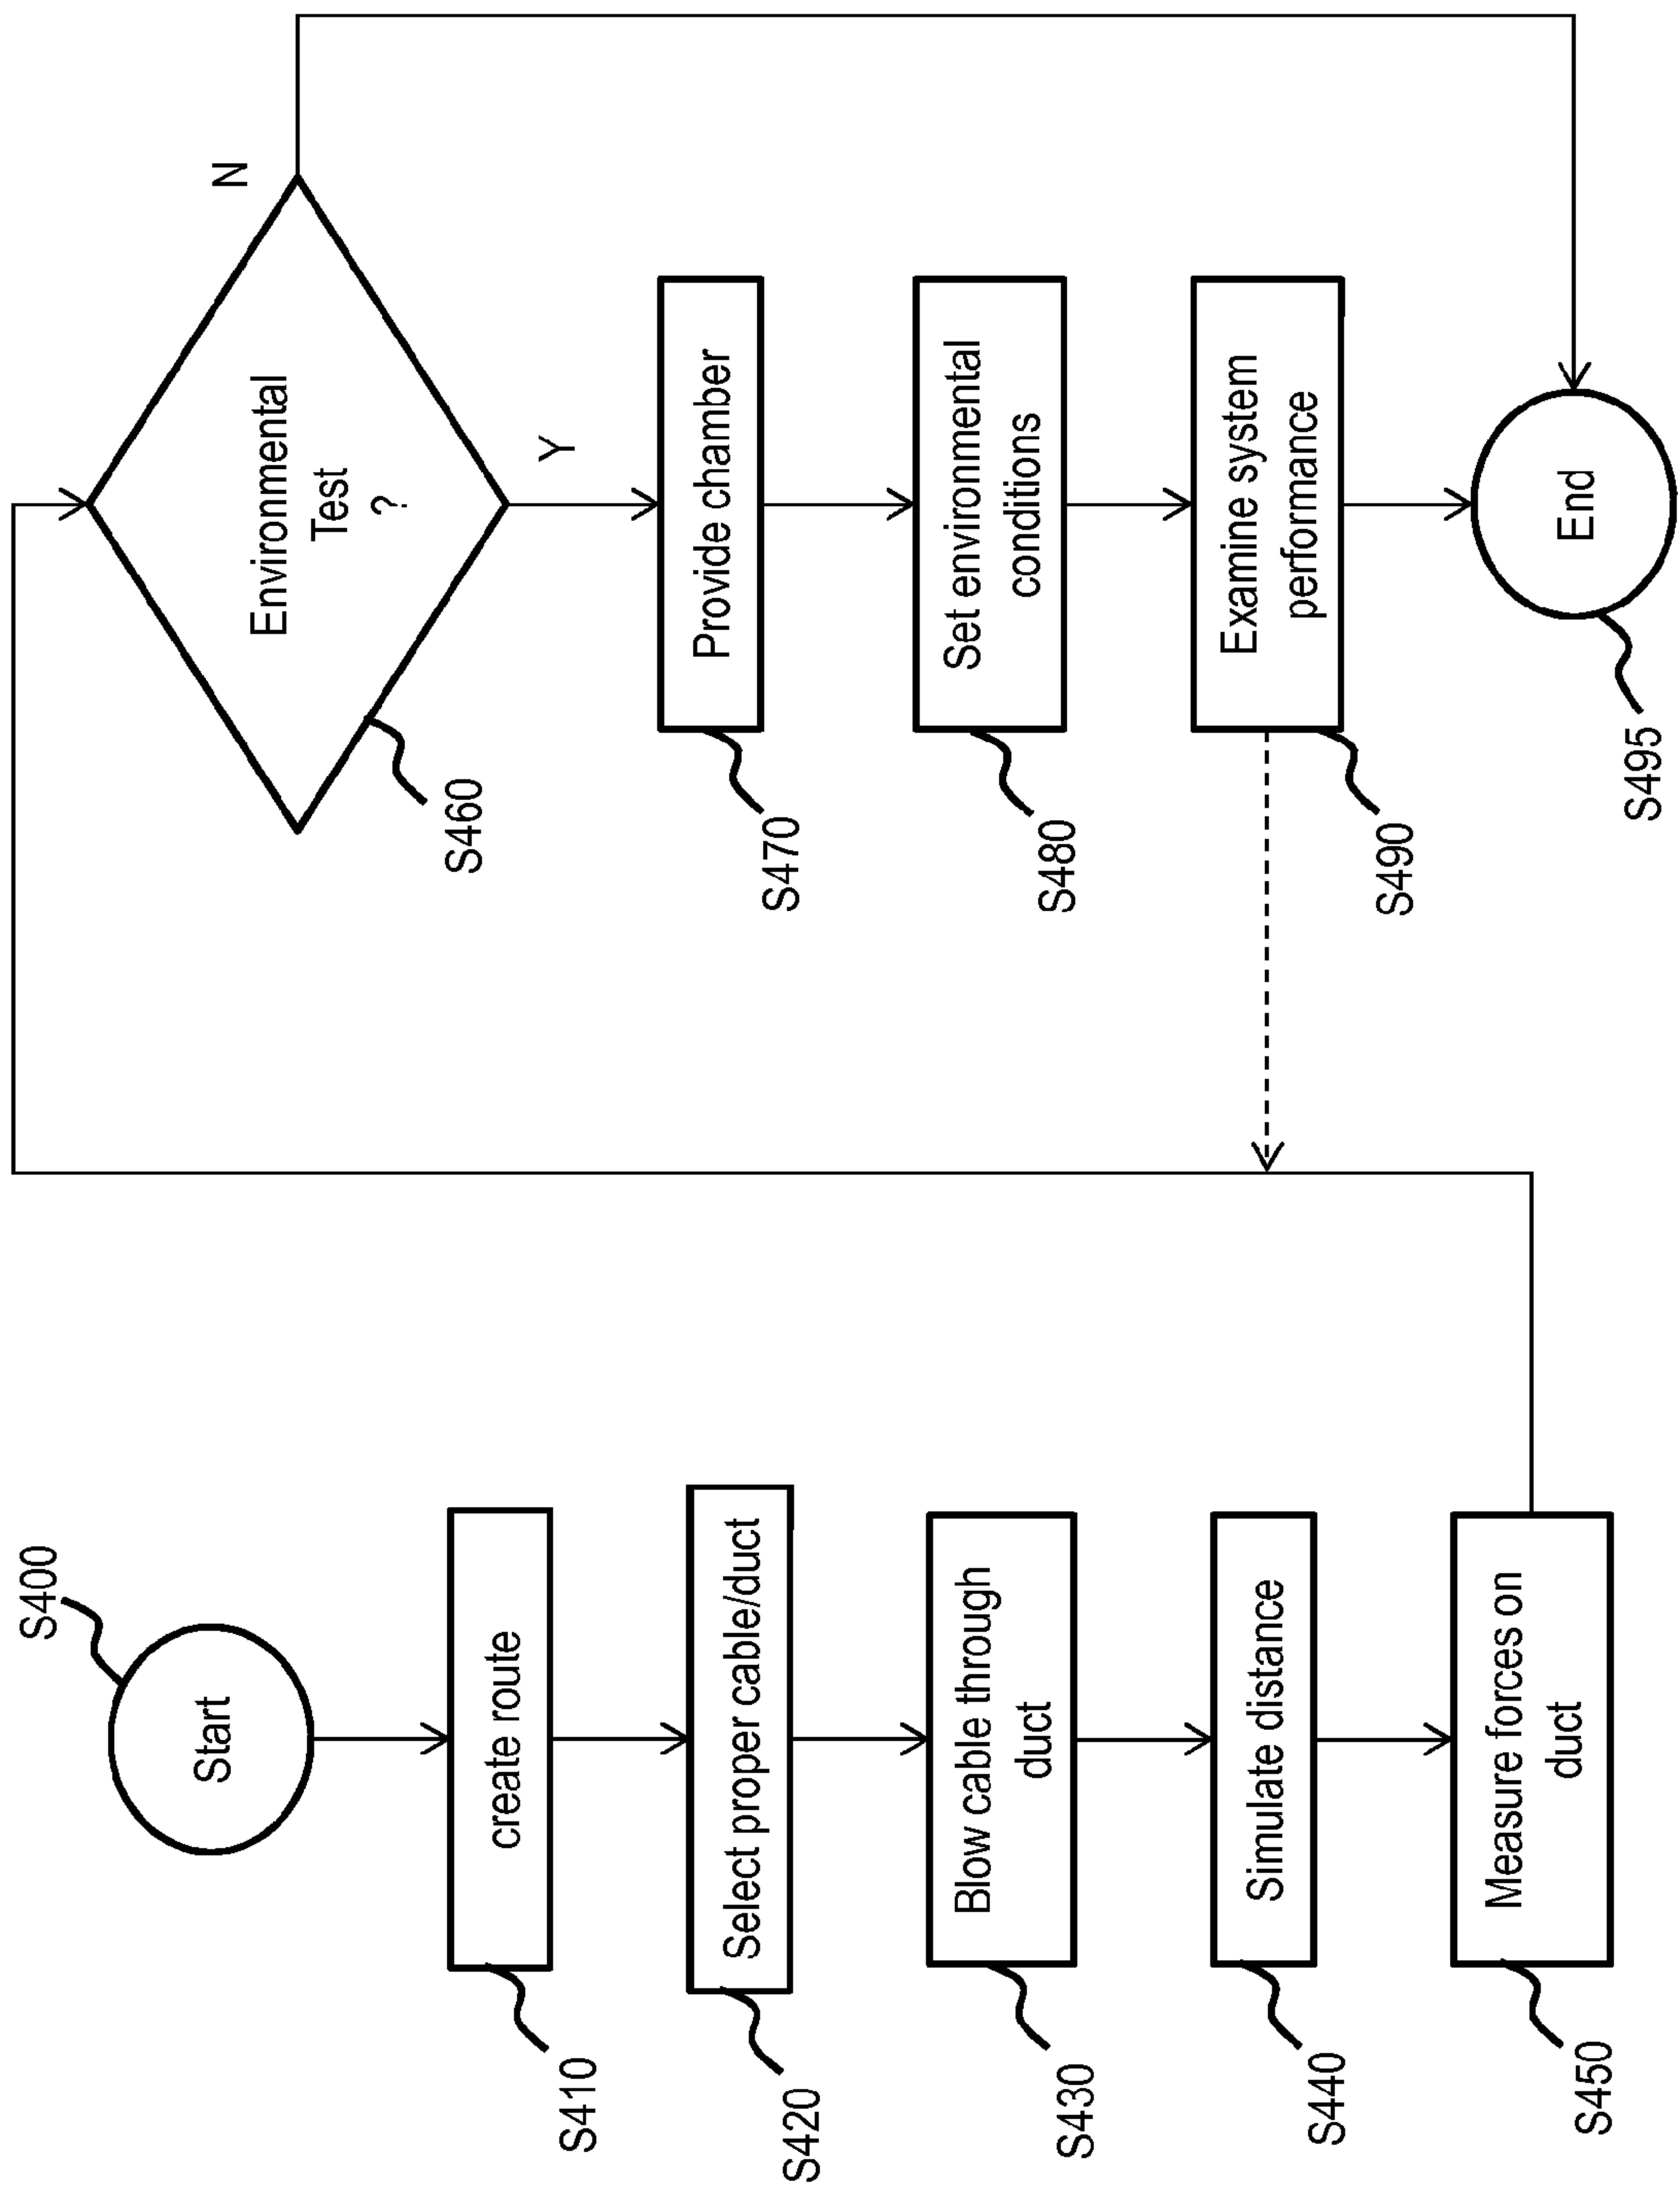 S400
Start
create route
S410
Select proper cable/duct
S420
Blow cable through
duct
S430
Simulate distance
S440
Measure forces on
duct
S450
Environmental
Test
?
N
Y
S460
Provide chamber
S470
Set environmental
conditions
S480
Examine system
performance
S490
End
S495